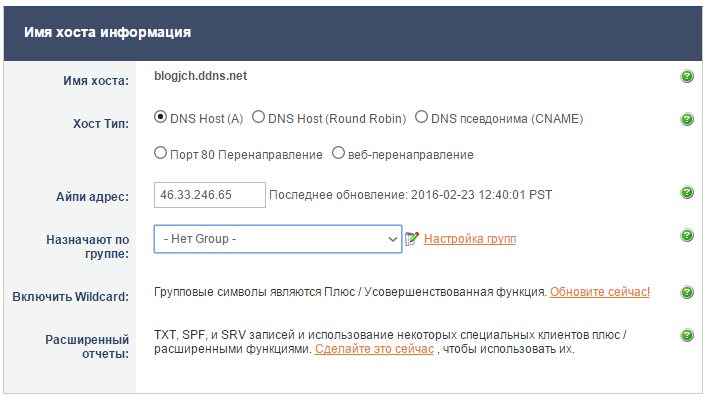 Имя хоста информация
Имя хоста: blogjch.ddns.net
Хост Тип: DNS Host (A) DNS Host (Round Robin) DNS псевдонима (CNAME)
Порт 80 Перенаправление веб-перенаправление
Айпи адрес: 46.33.246.65 Последнее обновление: 2016-02-23 12:40:01 PST
Назначают по группе: - Нет Group - Настройка групп
Включить Wildcard: Групповые символы являются Плюс / Усовершенствованная функция. Обновите сейчас!
Расширенный отчеты: TXT, SPF, и SRV записей и использование некоторых специальных клиентов плюс /
расширенными функциями. Сделайте это сейчас , чтобы использовать их.